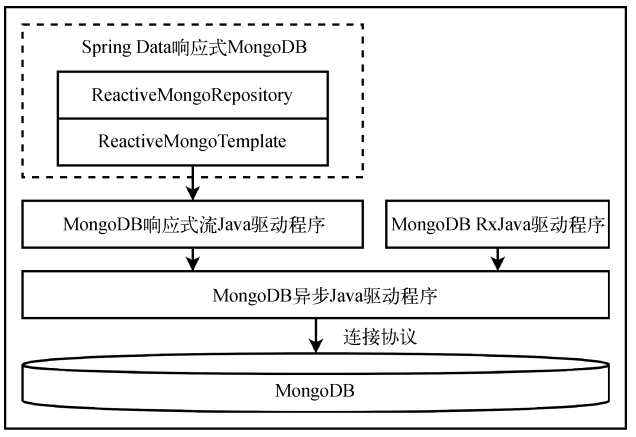 Spring Data响应式MongoDB
ReactiveMongoRepository
ReactiveMongoTemplate
MongoDB响应式流Java驱动程序
MongoDB RxJava驱动程序
MongoDB异步Java驱动程序
连接协议
MongoDB